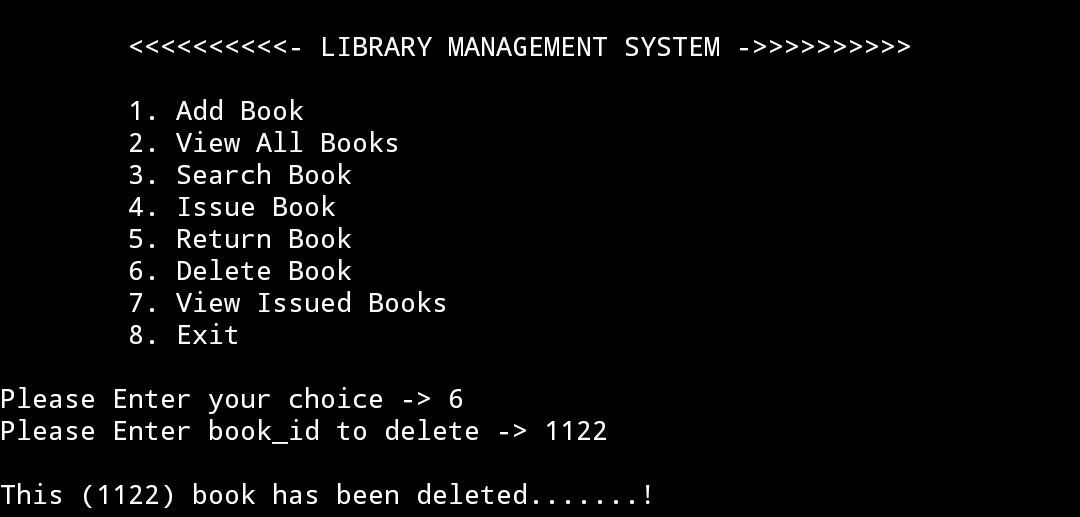 <<<<<<<<<<- LIBRARY MANAGEMENT SYSTEM ->>>>>>>>>>
1. Add Book
2. View All Books
3. Search Book
4. Issue Book
5. Return Book
6. Delete Book
7. View Issued Books
8. Exit
Please Enter your choice -> 6
Please Enter book_id to delete -> 1122
This (1122) book has been deleted.......!